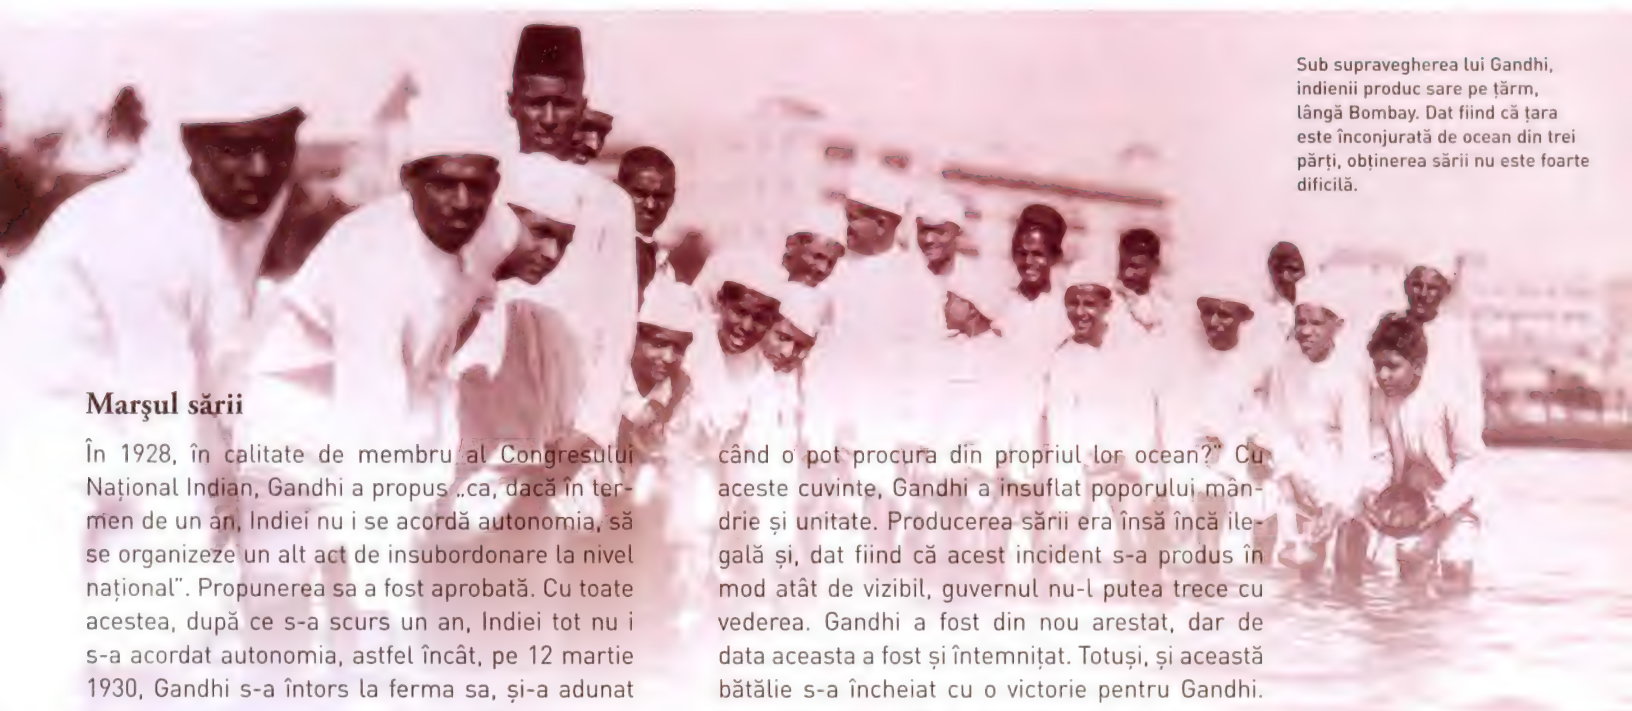 Sub supravegherea lui Gandhi,
indienii produc sare pe țărm,
lângă Bombay. Dat fiind că țara
este înconjurată de ocean din trei
părți, obținerea sării nu este foarte
dificilă.
Marşul sării
În 1928, în calitate de membru al Congresului
Național Indian, Gandhi a propus „ca, dacă în ter-
men de un an, Indiei nu i se acordă autonomia, să
se organizeze un alt act de insubordonare la nivel
național”. Propunerea sa a fost aprobată. Cu toate
acestea, după ce s-a scurs un an, Indiei tot nu i
s-a acordat autonomia, astfel încât, pe 12 martie
1930, Gandhi s-a întors la ferma sa, și-a adunat
când o pot procura din propriul lor ocean?” Cu
aceste cuvinte, Gandhi a insuflat poporului mân-
drie și unitate. Producerea sării era însă încă ile-
gală și, dat fiind că acest incident s-a produs în
mod atât de vizibil, guvernul nu-l putea trece cu
vederea. Gandhi a fost din nou arestat, dar de
data aceasta a fost și întemnițat. Totuși, și această
bătălie s-a încheiat cu o victorie pentru Gandhi.